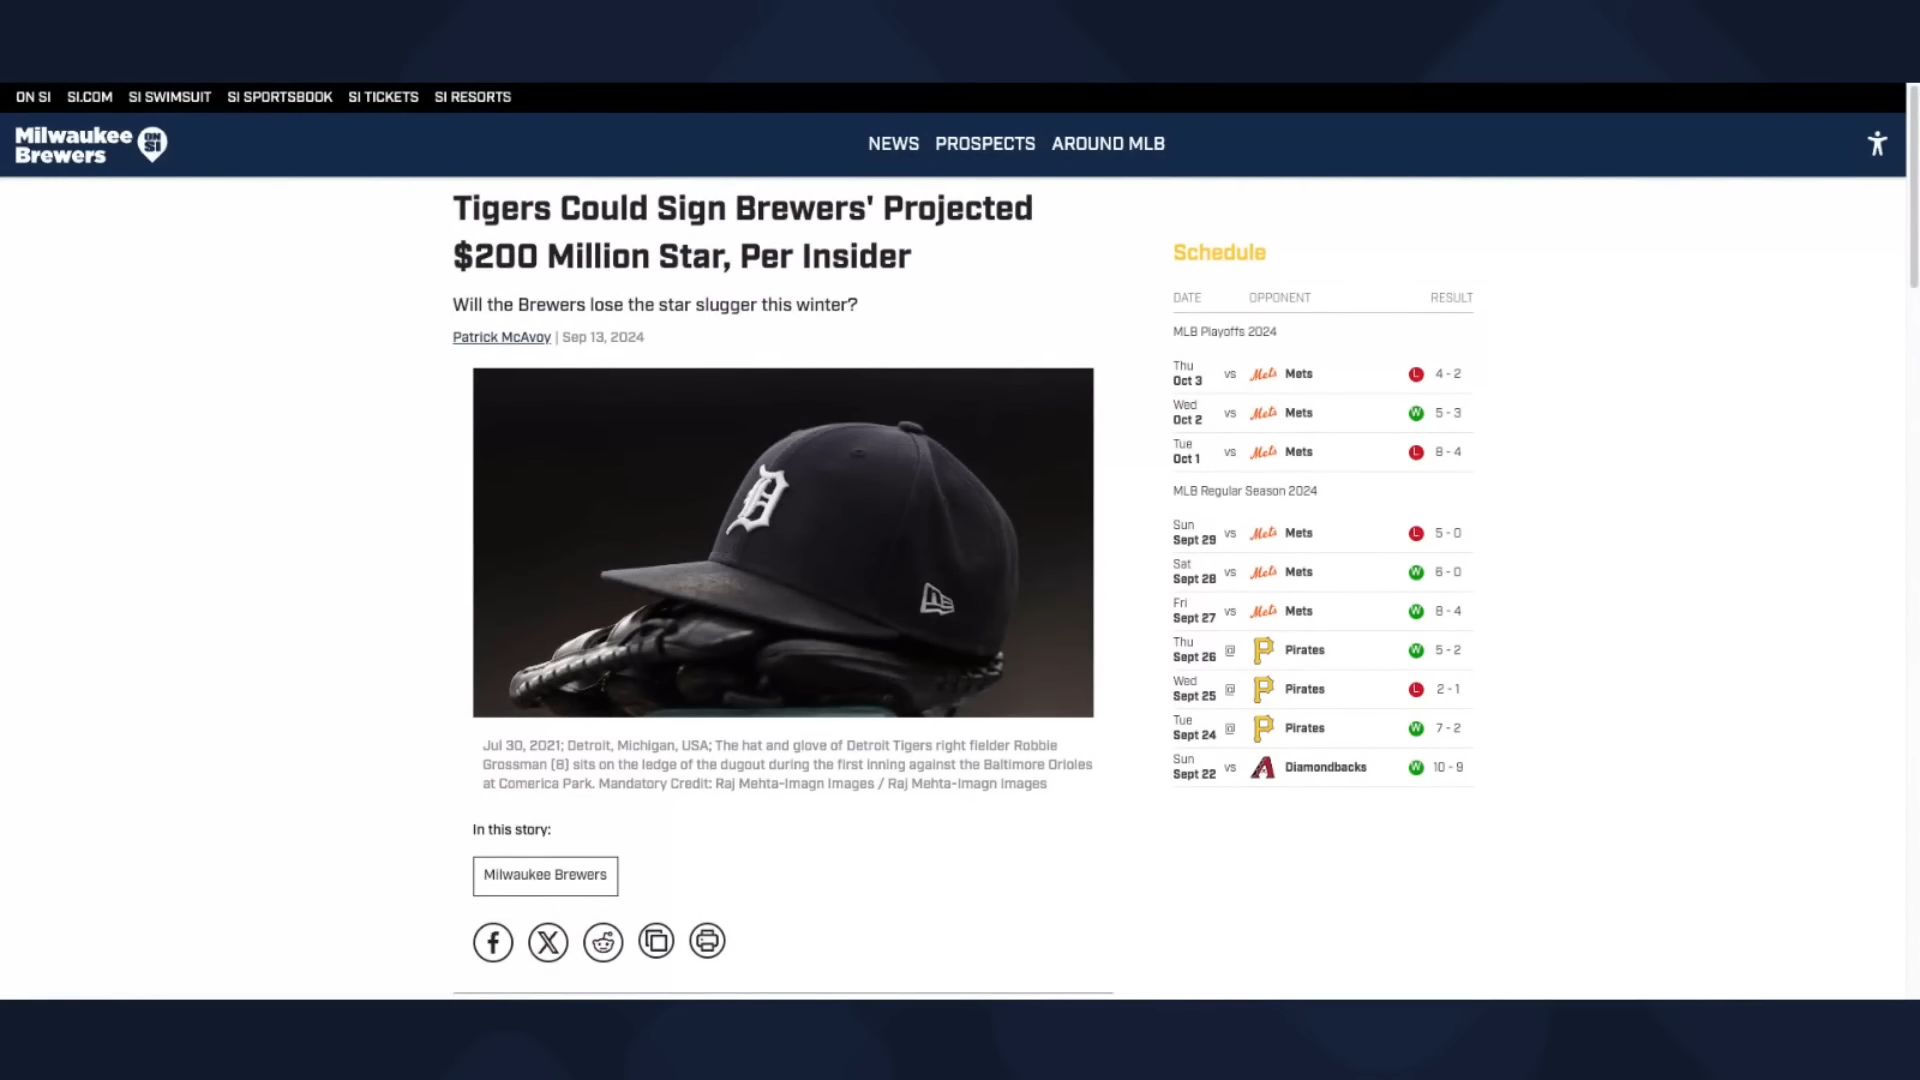 ON SI SI.COM SI SWIMSUIT SI SPORTSBOOK SI TICKETS SI RESORTS
Milwaukee
Brewers
ON
SI
NEWS PROSPECTS AROUND MLB
Tigers Could Sign Brewers' Projected
$200 Million Star, Per Insider
Will the Brewers lose the star slugger this winter?
Patrick McAvoy | Sep 13, 2024
D
Jul 30, 2021; Detroit, Michigan, USA; The hat and glove of Detroit Tigers right fielder Robbie
Grossman (8) sits on the ledge of the dugout during the first inning against the Baltimore Orioles
at Comerica Park. Mandatory Credit: Raj Mehta-Imagn Images / Raj Mehta-Imagn Images
In this story:
Milwaukee Brewers
Schedule
DATE OPPONENT RESULT
MLB Playoffs 2024
Thu
Oct 3 vs Mets Mets L 4 - 2
Wed
Oct 2 vs Mets Mets W 5 - 3
Tue
Oct 1 vs Mets Mets L 8 - 4
MLB Regular Season 2024
Sun
Sept 29 vs Mets Mets L 5 - 0
Sat
Sept 28 vs Mets Mets W 6 - 0
Fri
Sept 27 vs Mets Mets W 8 - 4
Thu
Sept 26 @ P Pirates W 5 - 2
Wed
Sept 25 @ P Pirates L 2 - 1
Tue
Sept 24 @ P Pirates W 7 - 2
Sun
Sept 22 vs A Diamondbacks W 10 - 9